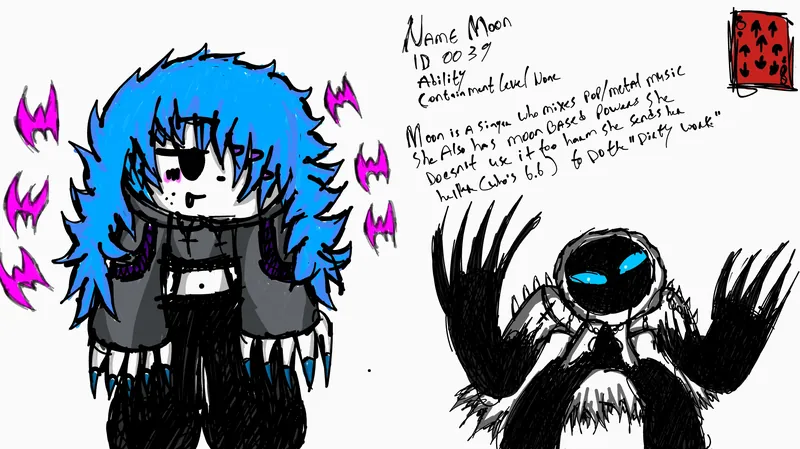 Name Moon
ID 0039
Ability
Containment Level/None
Moon is A singer who mixes Pop/metal music
She Also has moon Based Powers She
Doesnot use it too harm She sends her
(who's 6.6) to Do the "Dirty work"